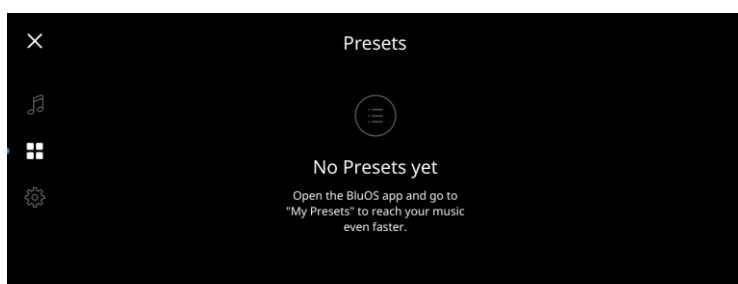 Presets
No Presets yet
Open the BluOS app and go to
"My Presets" to reach your music
even faster.